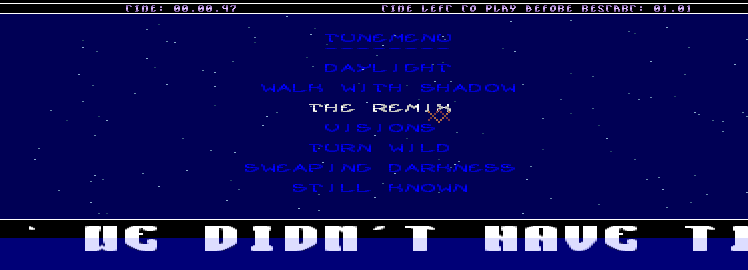 TIME: 00.00.97 TIME LEFT TO PLAY BEFORE RESTART: 01.01
TUNEMENU
--------
DAYLIGHT
WALK WITH SHADOW
THE REMIX
VISIONS
TORN WILD
SWEAPING DARKNESS
STILL KNOWN
WE DIDN'T HAVE TI